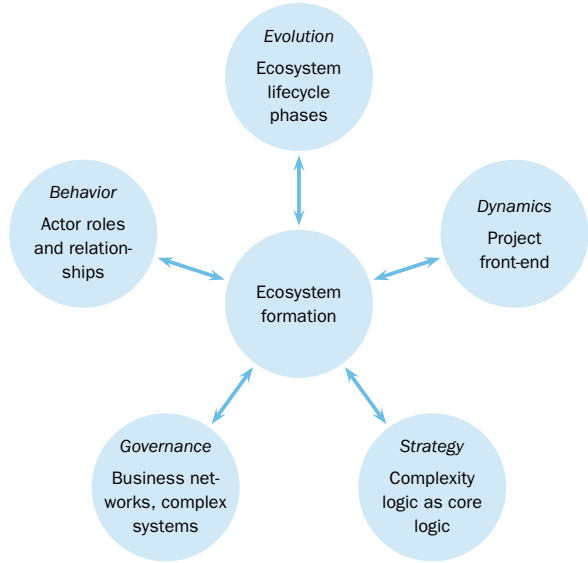 Evolution
Ecosystem
lifecycle
phases
Behavior
Actor roles
and relation-
ships
Dynamics
Project
front-end
Ecosystem
formation
Governance
Business net-
works, complex
systems
Strategy
Complexity
logic as core
logic